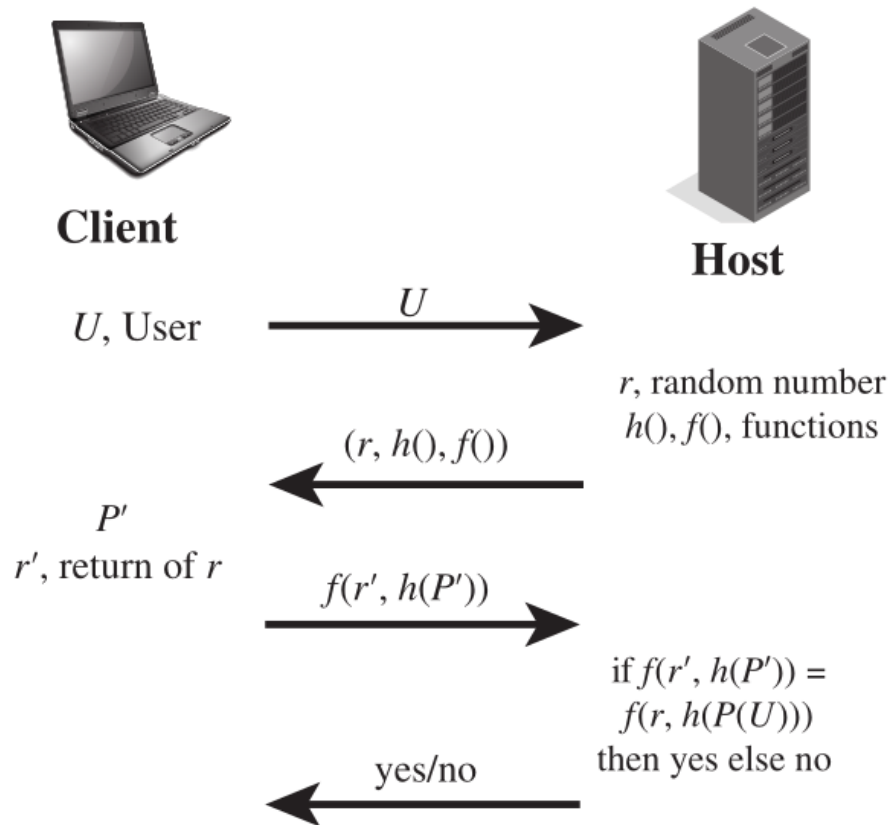 Client
Host
U, User
U
r, random number
h(), f(), functions
(r, h(), f())
P′
r′, return of r
f(r′, h(P′))
if f(r′, h(P′)) =
f(r, h(P(U)))
then yes else no
yes/no